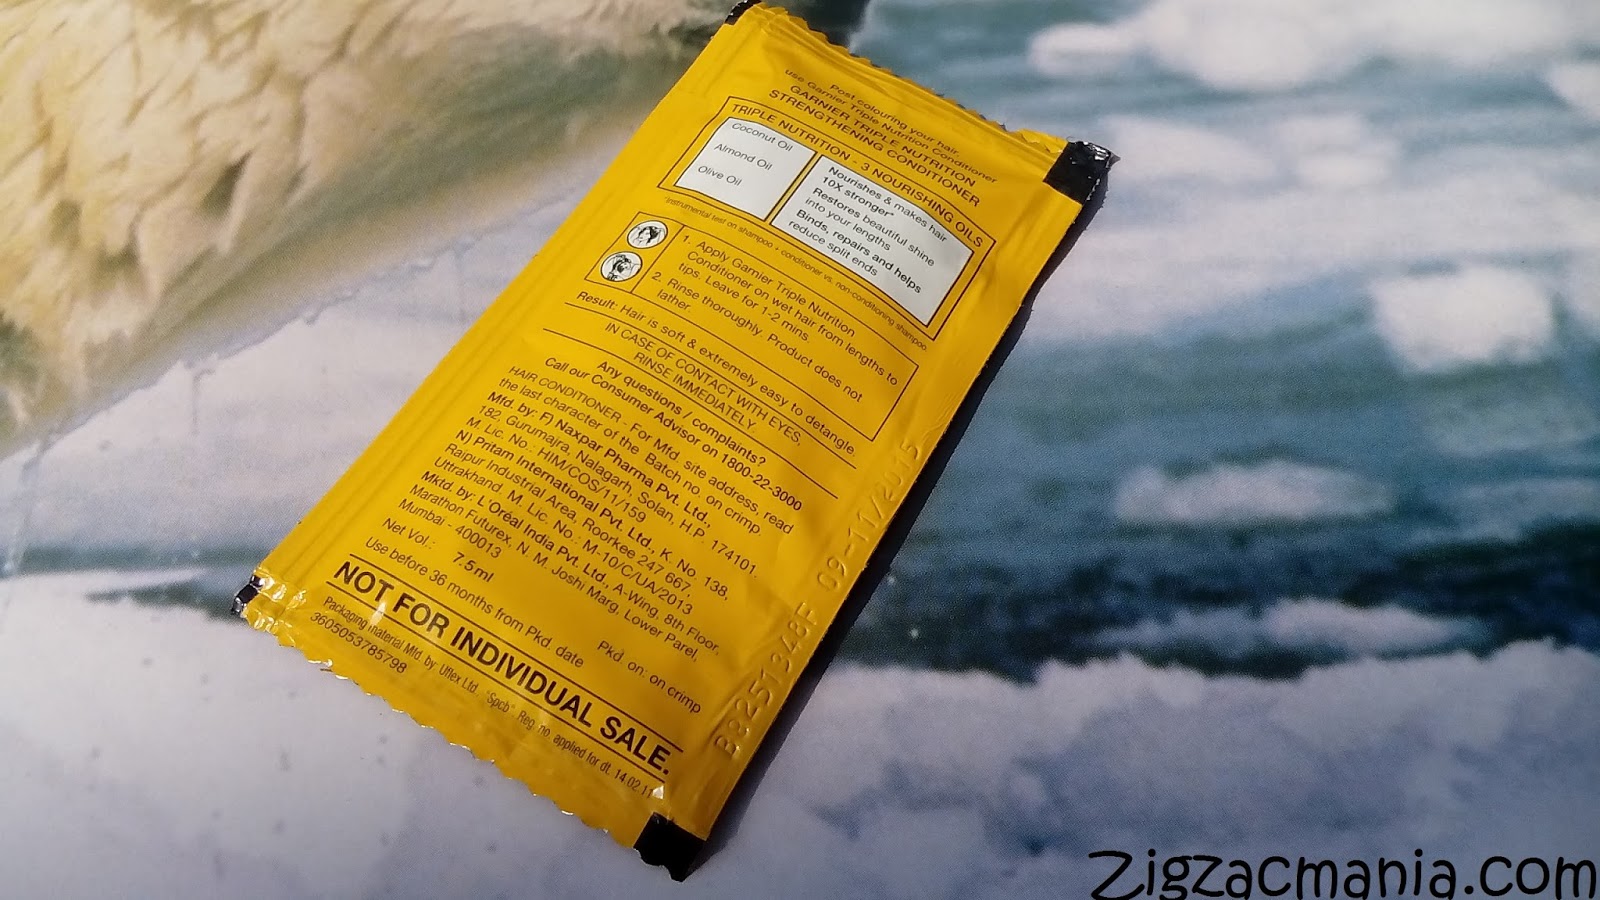 Post colouring your hair,
use Garnier Triple Nutrition Conditioner
GARNIER TRIPLE NUTRITION
STRENGTHENING CONDITIONER
TRIPLE NUTRITION - 3 NOURISHING OILS
Coconut Oil
Almond Oil
Olive Oil
Nourishes & makes hair
10X stronger*
Restores beautiful shine
into your lengths
Binds, repairs and helps
reduce split ends
*instrumental test on shampoo + conditioner vs. non-conditioning shampoo.
1. Apply Garnier Triple Nutrition
Conditioner on wet hair from lengths to
tips. Leave for 1-2 mins.
2. Rinse thoroughly. Product does not
lather.
Result: Hair is soft & extremely easy to detangle.
IN CASE OF CONTACT WITH EYES,
RINSE IMMEDIATELY.
Any questions / complaints?
Call our Consumer Advisor on 1800-22-3000
HAIR CONDITIONER - For Mfd. site address, read
the last character of the Batch no. on crimp.
Mfd. by: F) Naxpar Pharma Pvt. Ltd.,
182, Gurumajra, Nalagarh, Solan, H.P. 174101.
M. Lic. No.: HIM/COS/11/159
N) Pritam International Pvt. Ltd., K. No. 138,
Raipur Industrial Area, Roorkee 247 667,
Uttrakhand, M. Lic. No.: M-10/C/UA/2013
Mktd. by: L'Oréal India Pvt. Ltd., A-Wing, 8th Floor,
Marathon Futurex, N. M. Joshi Marg, Lower Parel,
Mumbai - 400013
Net Vol.: 7.5ml
Pkd. on: on crimp
Use before 36 months from Pkd. date
NOT FOR INDIVIDUAL SALE.
Packaging material Mfd. by Uflex Ltd. "Spcb" Reg. no. applied for dt. 14.02.11
3605053785798
B8251348F 09-11/2015
Zigzacmania.com